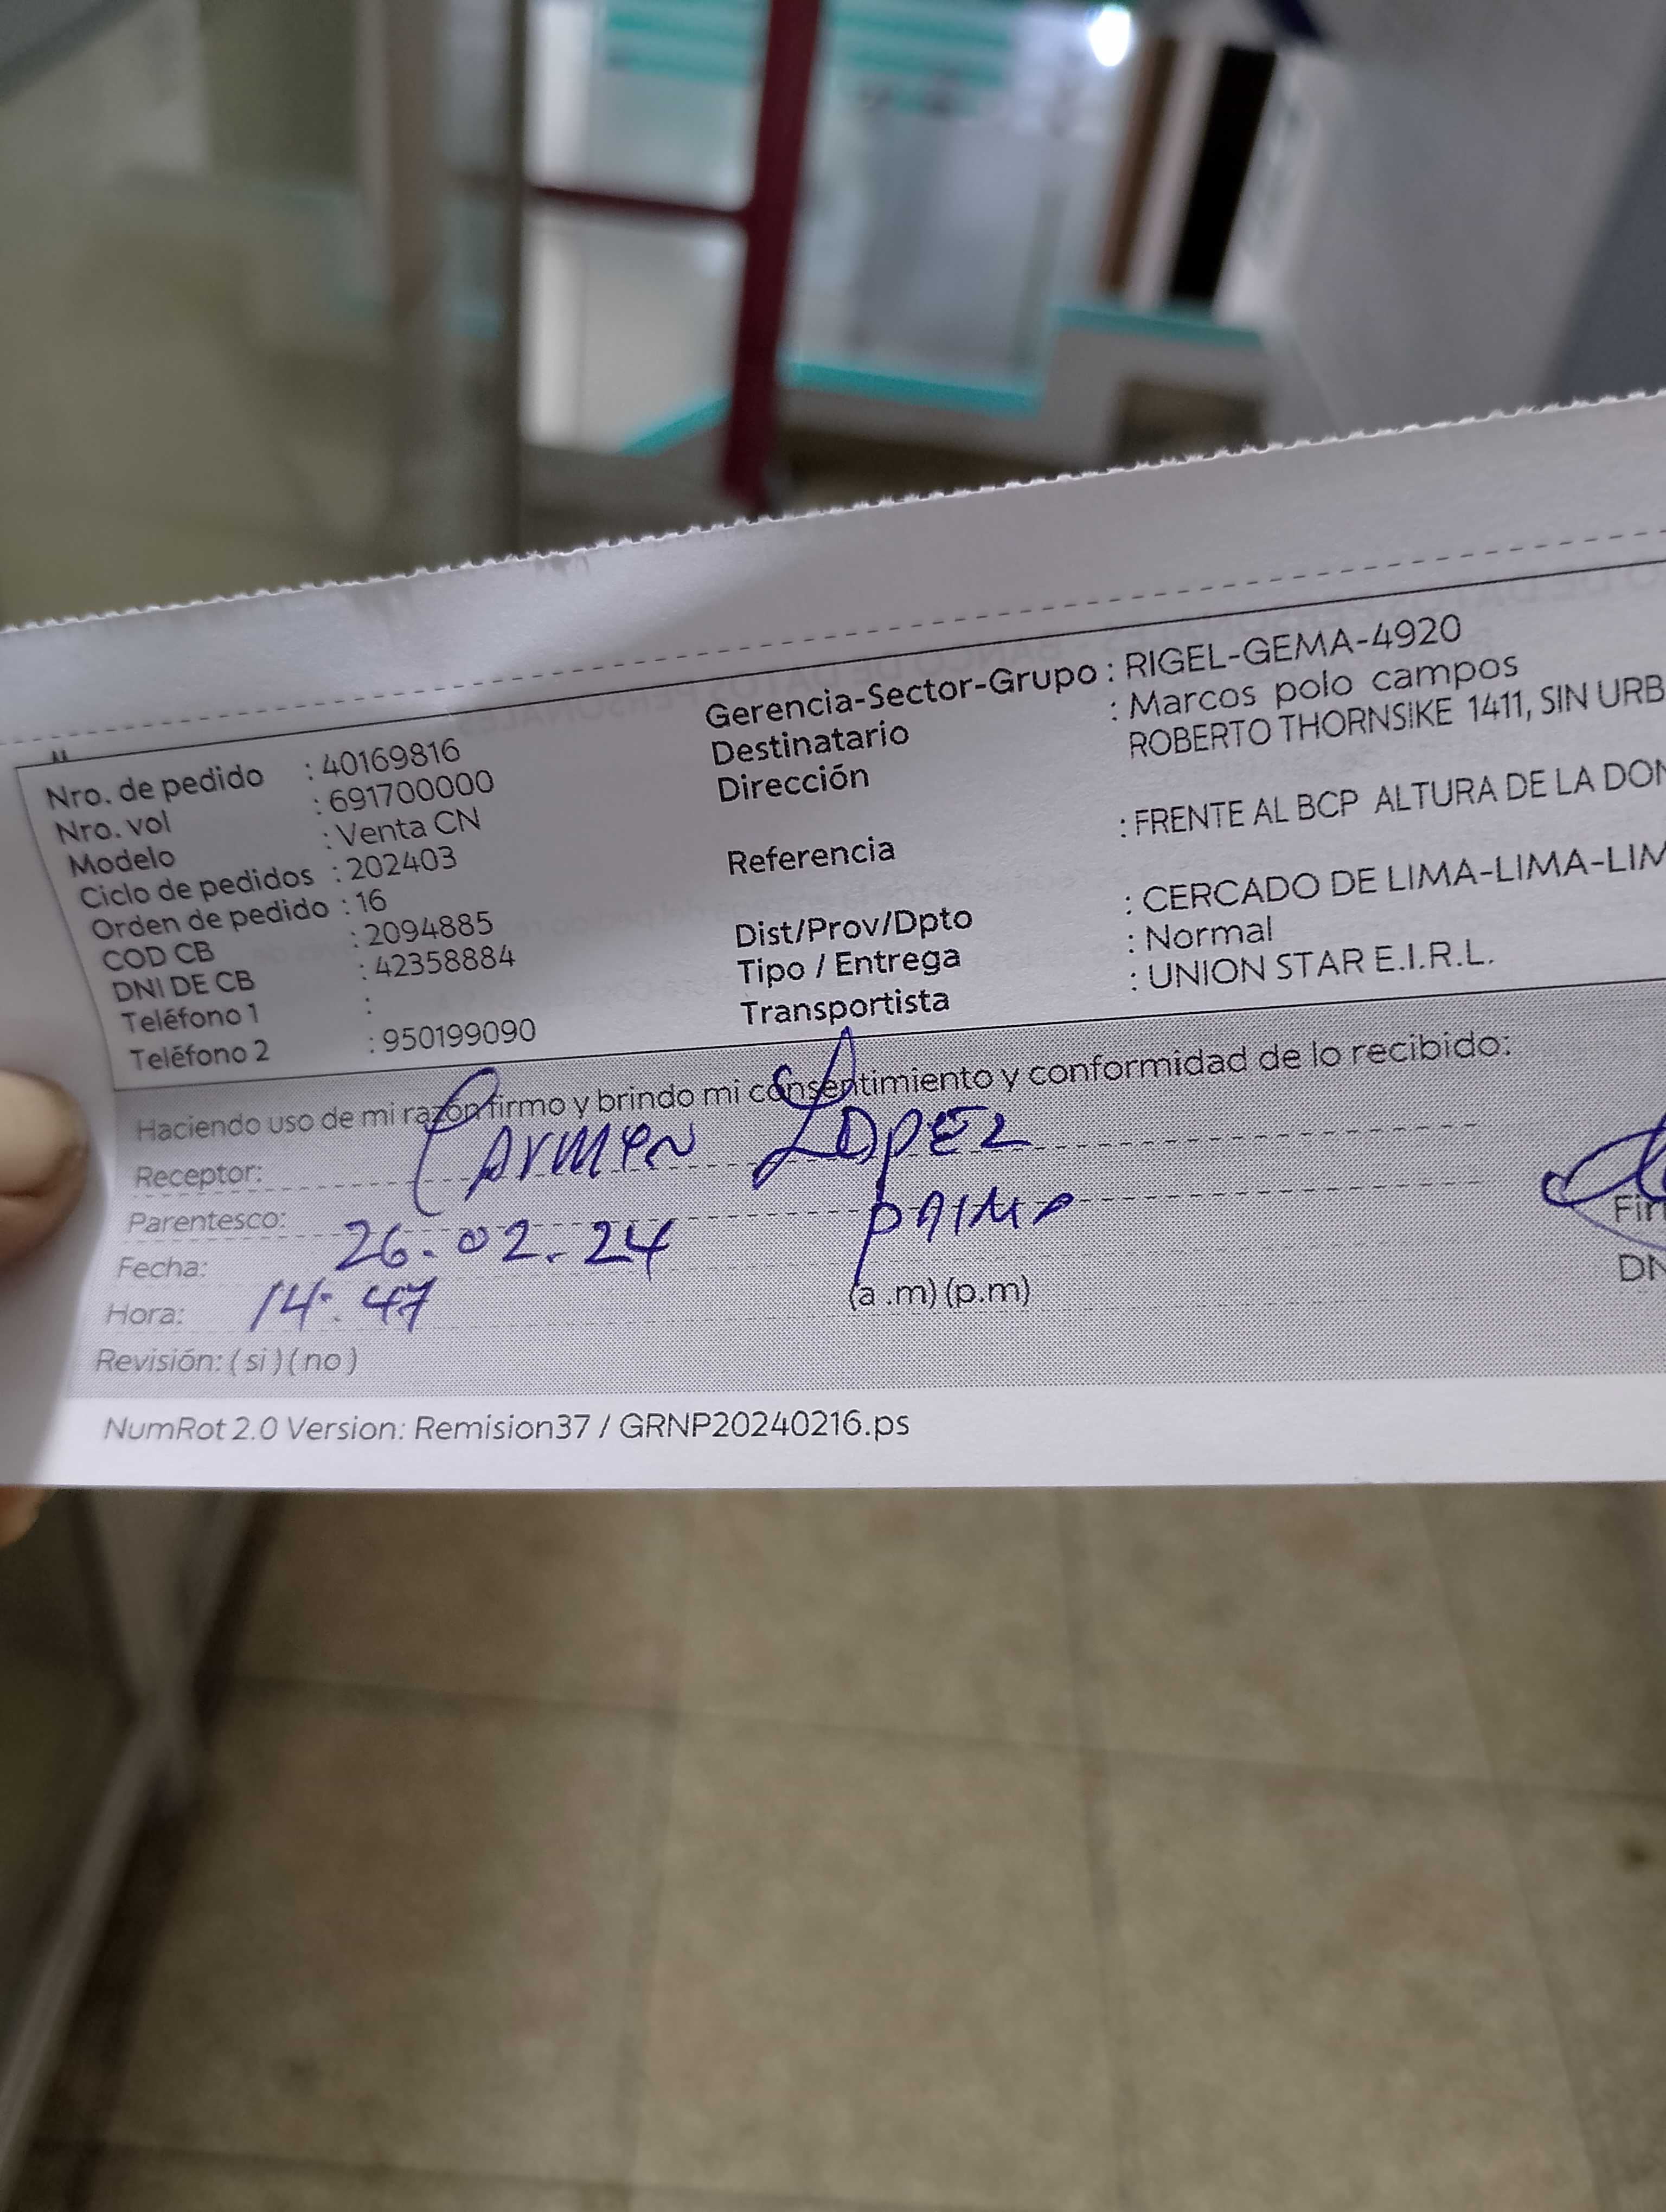 Nro. de pedido : 40169816
Nro. vol : 691700000
Modelo : Venta CN
Ciclo de pedidos : 202403
Orden de pedido : 16
COD CB : 2094885
DNI DE CB : 42358884
Teléfono 1 :
Teléfono 2 : 950199090
Gerencia-Sector-Grupo : RIGEL-GEMA-4920
Destinatario : Marcos polo campos
Dirección ROBERTO THORNSIKE 1411, SIN URB
Referencia : FRENTE AL BCP ALTURA DE LA
Dist/Prov/Dpto : CERCADO DE LIMA-LIMA-LIM
Tipo / Entrega : Normal
Transportista : UNION STAR E.I.R.L.
Haciendo uso de mi razón firmo y brindo mi consentimiento y conformidad de lo recibido:
Receptor: CARMEN LOPEZ
Parentesco:
Fecha: 26.02.24
Hora: 14:47 (a .m) (p.m)
Revisión: ( si ) ( no )
NumRot 2.0 Version: Remision37 / GRNP20240216.ps